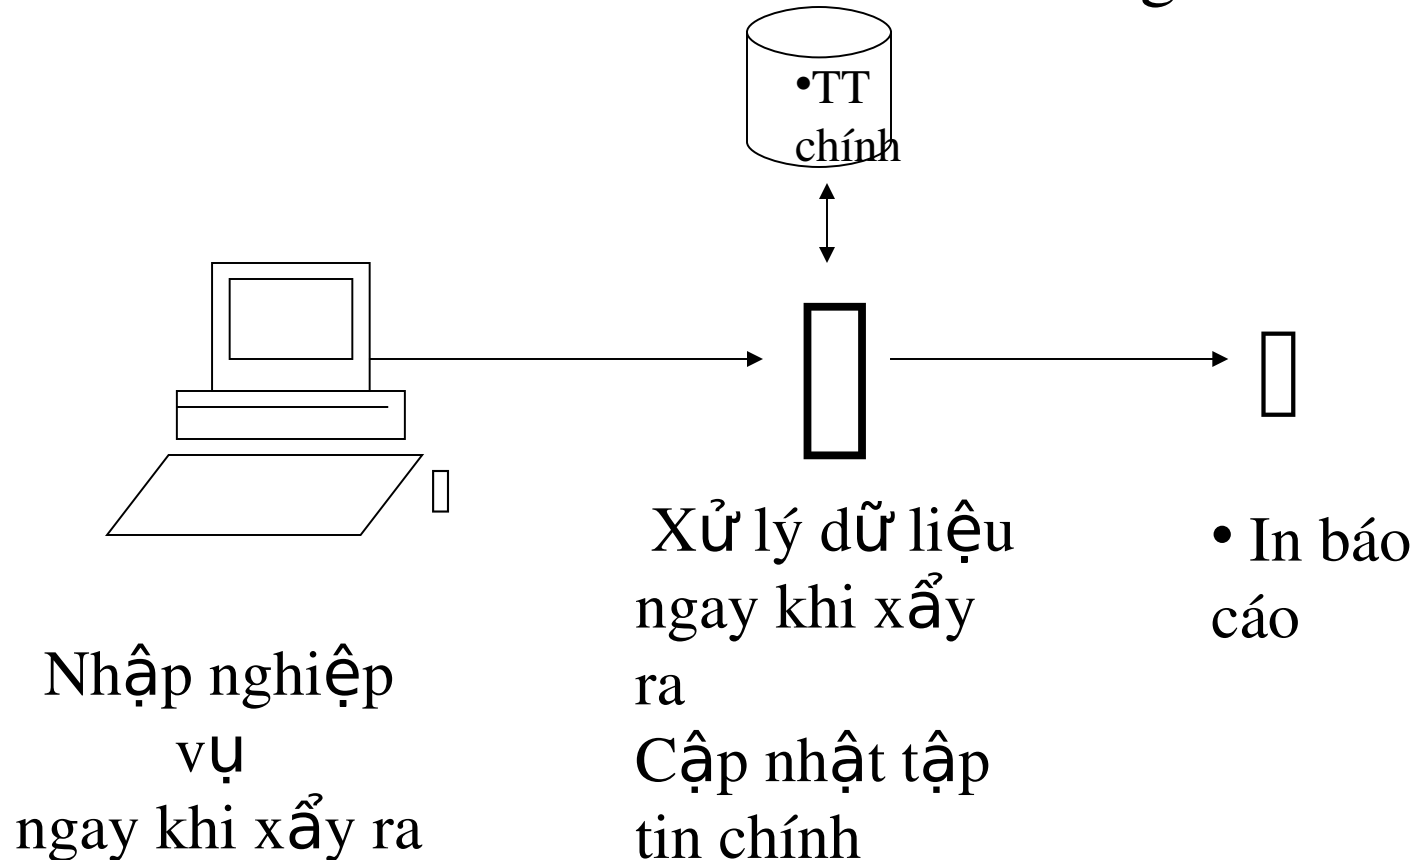 •TT
chính
Xử lý dữ liệu
ngay khi xẩy
ra
Cập nhật tập
tin chính
• In báo
cáo
Nhập nghiệp
vụ
ngay khi xẩy ra